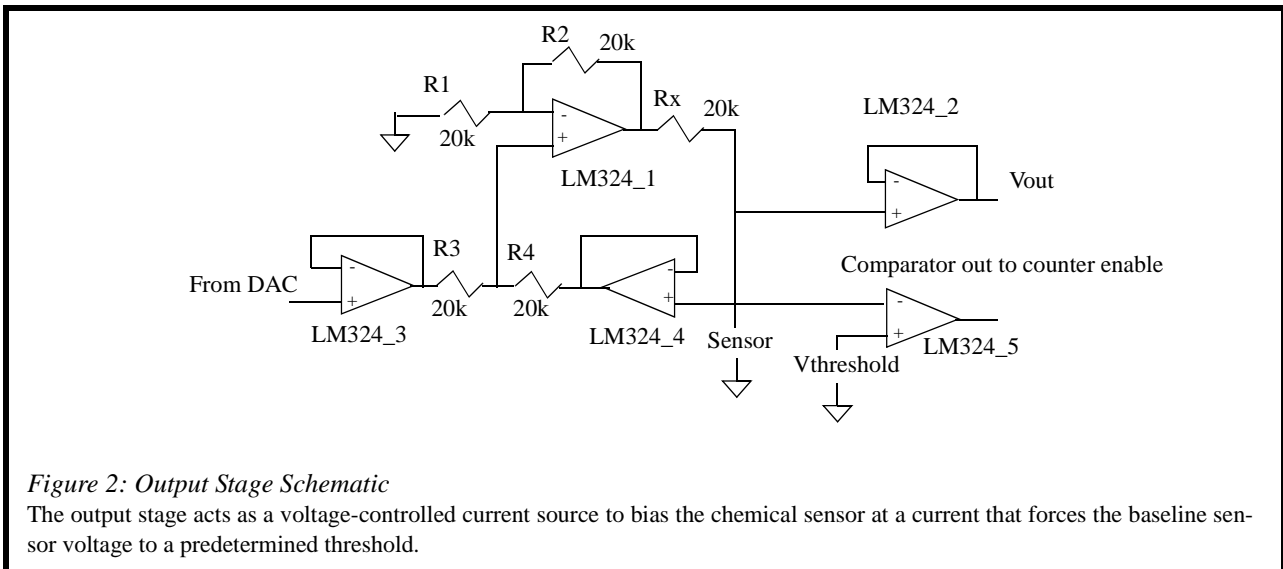 R2
20k
R1
20k
-
+
LM324_1
Rx
20k
LM324_2
-
+
Vout
From DAC
-
+
LM324_3
R3
20k
R4
20k
-
+
LM324_4
Sensor
Comparator out to counter enable
-
+
LM324_5
Vthreshold
Figure 2: Output Stage Schematic
The output stage acts as a voltage-controlled current source to bias the chemical sensor at a current that forces the baseline sen-
sor voltage to a predetermined threshold.